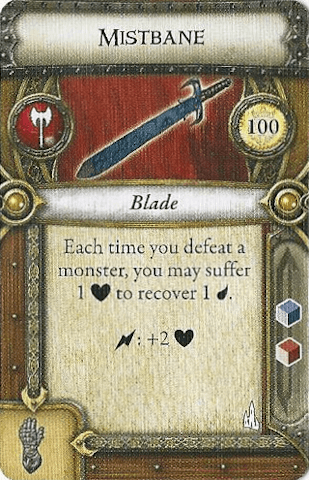 MISTBANE
100
Blade
Each time you defeat a
monster, you may suffer
1 to recover 1 .
: +2